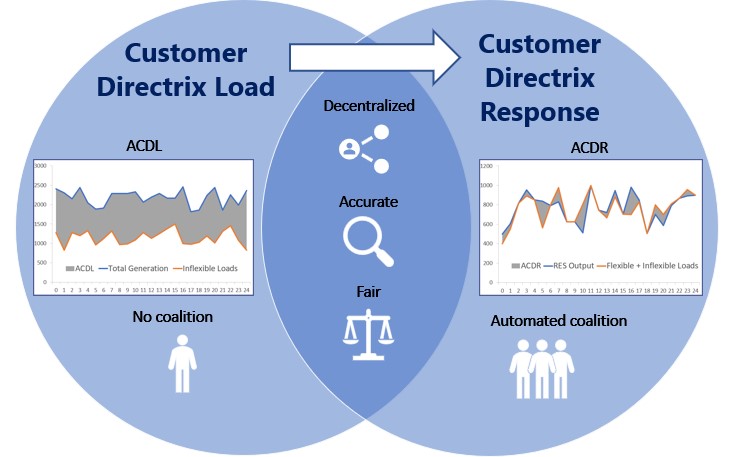 Customer
Directrix Load
Customer
Directrix
Response
Decentralized
ACDL
ACDR
3000
2500
2000
1500
1000
500
0
0 1 2 3 4 5 6 7 8 9 10 11 12 13 14 15 16 17 18 19 20 21 22 23 24
ACDL Total Generation Inflexible Loads
Accurate
1200
1000
800
600
400
200
0
0 1 2 3 4 5 6 7 8 9 10 11 12 13 14 15 16 17 18 19 20 21 22 23 24
ACDR RES Output Flexible + Inflexible Loads
Fair
No coalition
Automated coalition